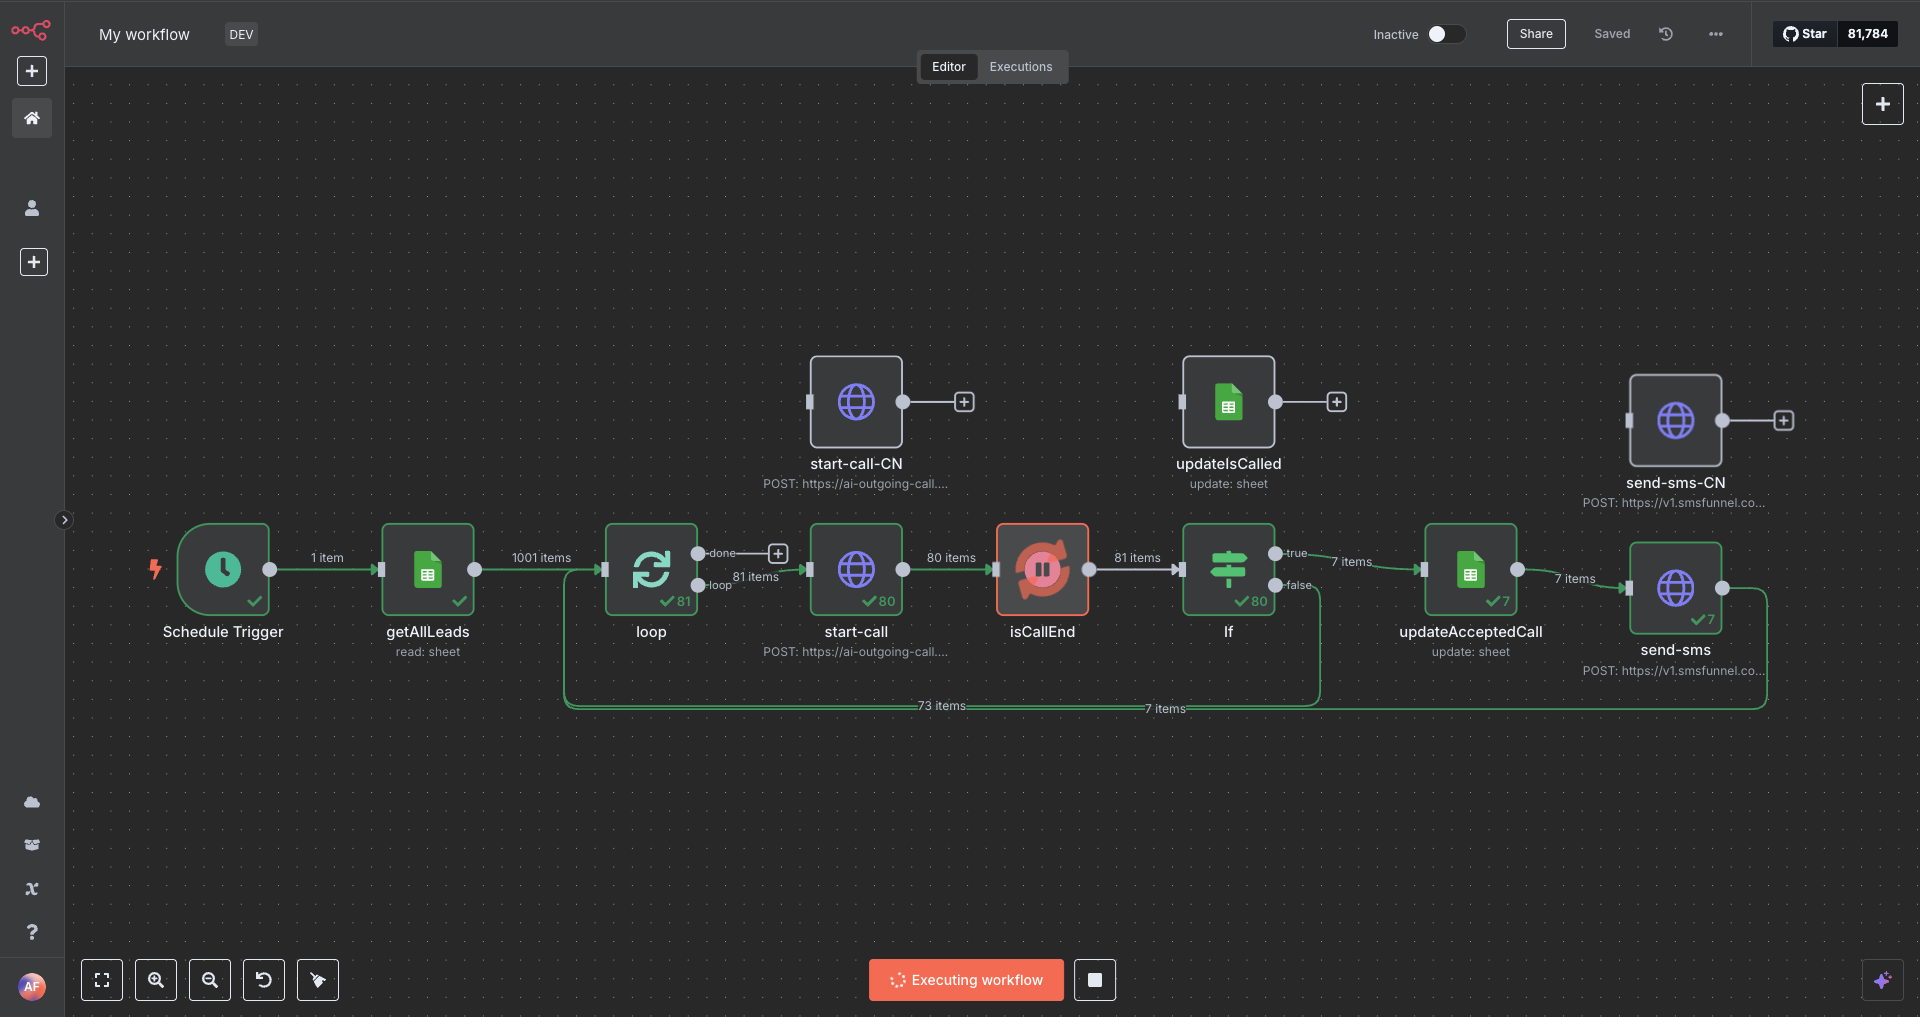 My workflow
DEV
Inactive
Share
Saved
Star
81,784
Editor
Executions
start-call-CN
POST: https://ai-outgoing-call....
updateIsCalled
update: sheet
send-sms-CN
POST: https://v1.smsfunnel.co...
1 item
1001 items
done
loop
81 items
80 items
81 items
true
false
7 items
7 items
81
80
80
7
7
Schedule Trigger
getAllLeads
read: sheet
loop
start-call
POST: https://ai-outgoing-call....
isCallEnd
If
updateAcceptedCall
update: sheet
send-sms
POST: https://v1.smsfunnel.co...
73 items
7 items
AF
Executing workflow